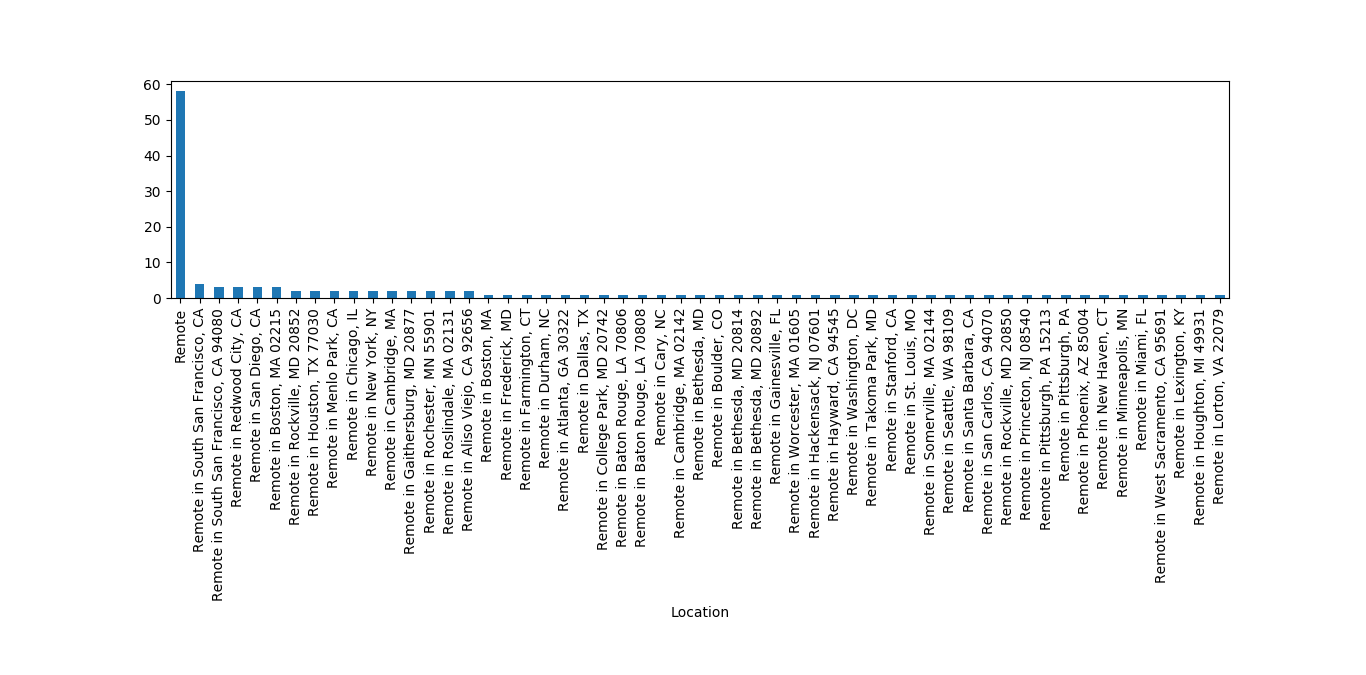 60
50
40
30
20
10
0
Remote
Remote in South San Francisco, CA
Remote in South San Francisco, CA 94080
Remote in Redwood City, CA
Remote in San Diego, CA
Remote in Boston, MA 02215
Remote in Rockville, MD 20852
Remote in Houston, TX 77030
Remote in Menlo Park, CA
Remote in Chicago, IL
Remote in New York, NY
Remote in Cambridge, MA
Remote in Gaithersburg, MD 20877
Remote in Rochester, MN 55901
Remote in Roslindale, MA 02131
Remote in Aliso Viejo, CA 92656
Remote in Boston, MA
Remote in Frederick, MD
Remote in Farmington, CT
Remote in Durham, NC
Remote in Atlanta, GA 30322
Remote in Dallas, TX
Remote in College Park, MD 20742
Remote in Baton Rouge, LA 70806
Remote in Baton Rouge, LA 70808
Remote in Cary, NC
Remote in Cambridge, MA 02142
Remote in Bethesda, MD
Remote in Boulder, CO
Remote in Bethesda, MD 20814
Remote in Bethesda, MD 20892
Remote in Gainesville, FL
Remote in Worcester, MA 01605
Remote in Hackensack, NJ 07601
Remote in Hayward, CA 94545
Remote in Washington, DC
Remote in Takoma Park, MD
Remote in Stanford, CA
Remote in St. Louis, MO
Remote in Somerville, MA 02144
Remote in Seattle, WA 98109
Remote in Santa Barbara, CA
Remote in San Carlos, CA 94070
Remote in Rockville, MD 20850
Remote in Princeton, NJ 08540
Remote in Pittsburgh, PA 15213
Remote in Pittsburgh, PA
Remote in Phoenix, AZ 85004
Remote in New Haven, CT
Remote in Minneapolis, MN
Remote in Miami, FL
Remote in West Sacramento, CA 95691
Remote in Lexington, KY
Remote in Houghton, MI 49931
Remote in Lorton, VA 22079
Location